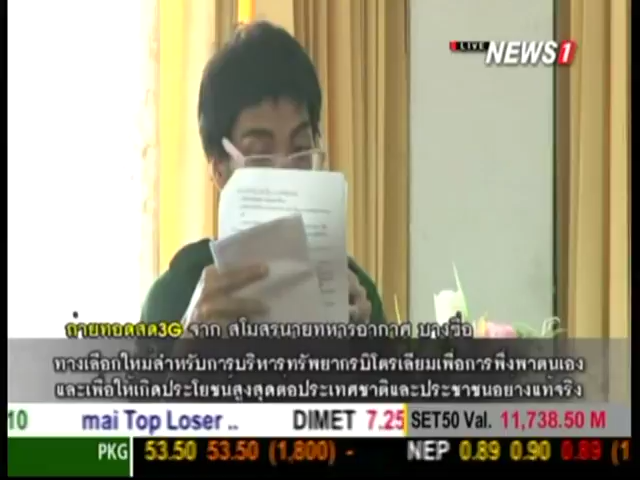 LIVE NEWS1
ถ่ายทอดสด3G จาก สโมสรนายทหารอากาศ บางซื่อ
ทางเลือกใหม่สำหรับการบริหารทรัพยากรปิโตรเลียมเพื่อการพึ่งพาตนเอง
และเพื่อให้เกิดประโยชน์สูงสุดต่อประเทศชาติและประชาชนอย่างแท้จริง
10 mai Top Loser .. DIMET 7.25 SET50 Val. 11,738.50 M
PKG 53.50 53.50 (1,800) - NEP 0.89 0.90 0.89 (1